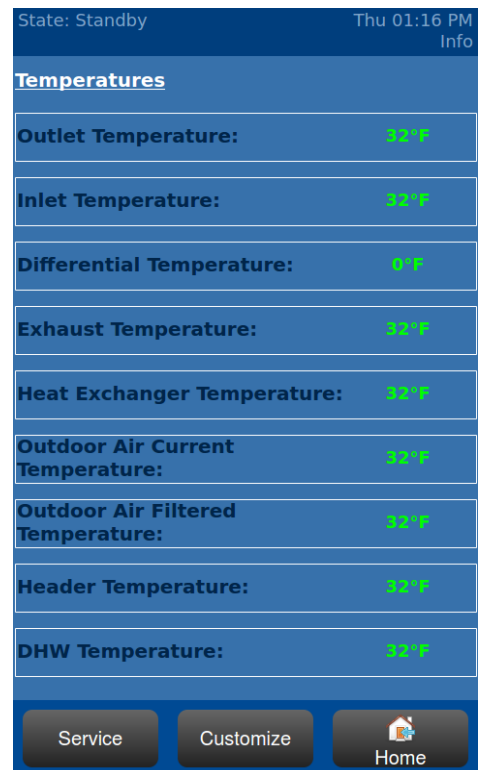 State: Standby
Thu 01:16 PM
Info
Temperatures
Outlet Temperature: 32°F
Inlet Temperature: 32°F
Differential Temperature: 0°F
Exhaust Temperature: 32°F
Heat Exchanger Temperature: 32°F
Outdoor Air Current
Temperature: 32°F
Outdoor Air Filtered
Temperature: 32°F
Header Temperature: 32°F
DHW Temperature: 32°F
Service
Customize
Home